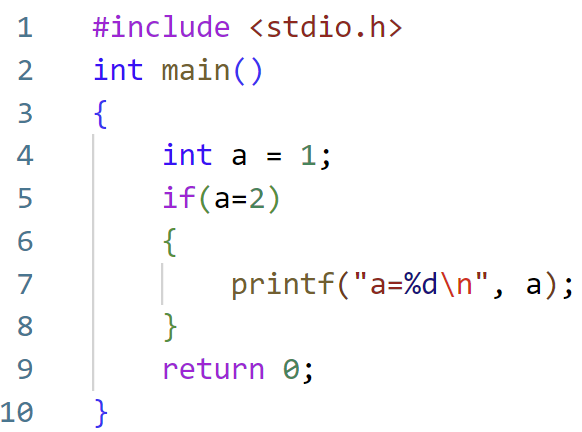 1 #include <stdio.h>
2 int main()
3 {
4     int a = 1;
5     if(a=2)
6     {
7         printf("a=%d\n", a);
8     }
9     return 0;
10 }